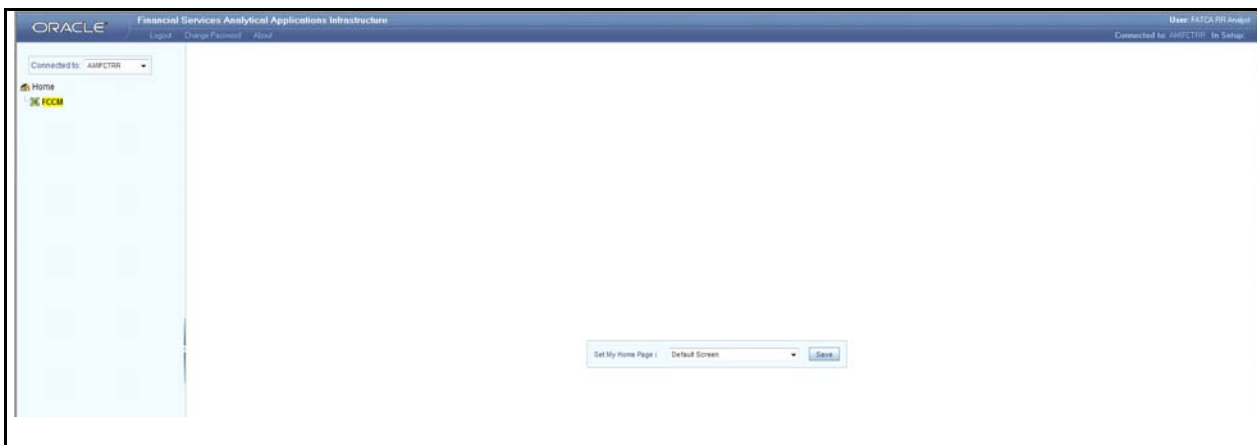 ORACLE
Financial Services Analytical Applications Infrastructure
User: FATCA RR Analyst
Logout Change Password About
Connected to: AMFCTRR In Setup
Connected to: AMFCTRR
Home
FCCM
Set My Home Page : Default Screen Save